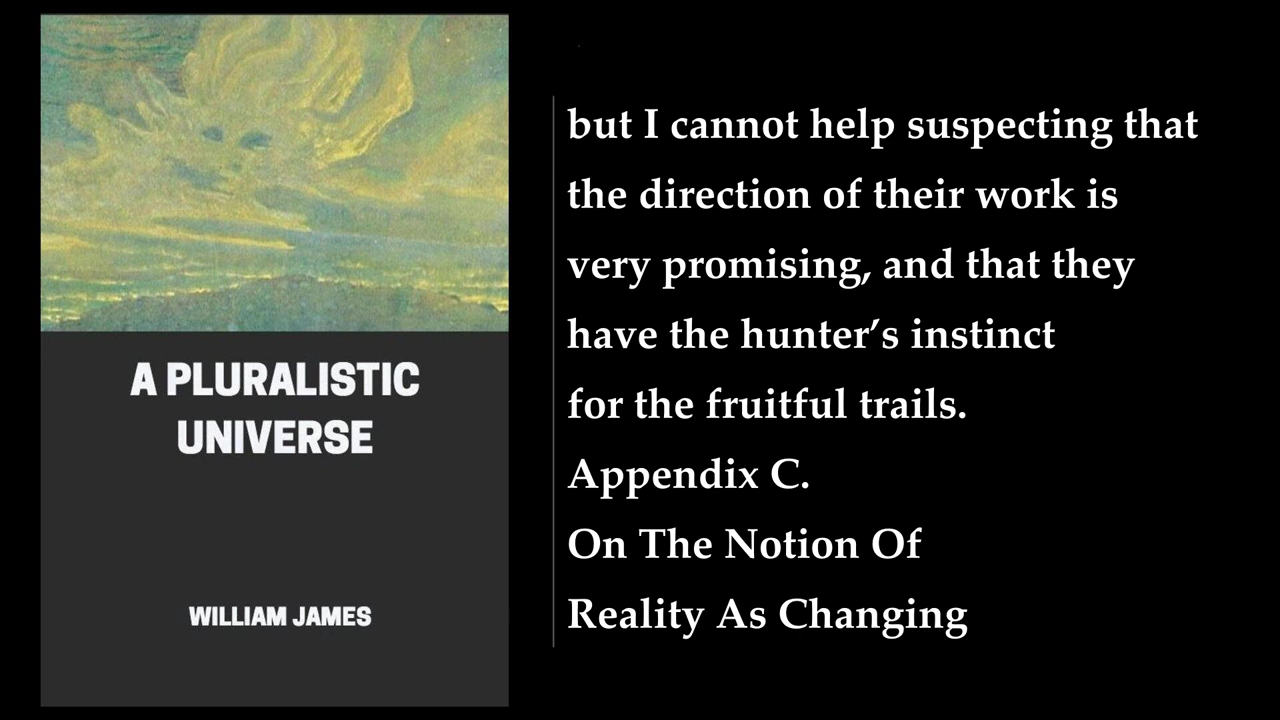 A PLURALISTIC
UNIVERSE
WILLIAM JAMES
but I cannot help suspecting that
the direction of their work is
very promising, and that they
have the hunter’s instinct
for the fruitful trails.
Appendix C.
On The Notion Of
Reality As Changing